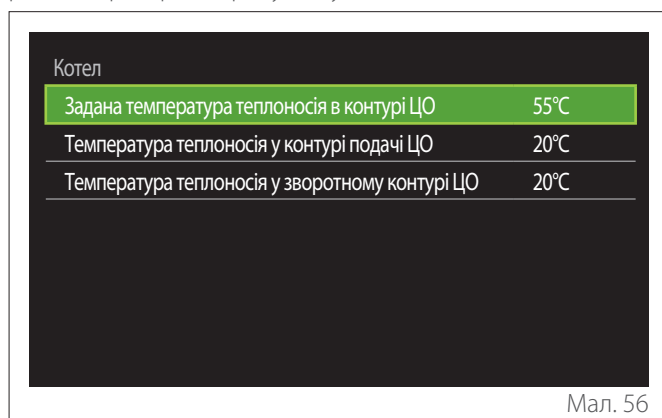 Котел
Задана температура теплоносія в контурі ЦО 55°C
Температура теплоносія у контурі подачі ЦО 20°C
Температура теплоносія у зворотному контурі ЦО 20°C
Мал. 56